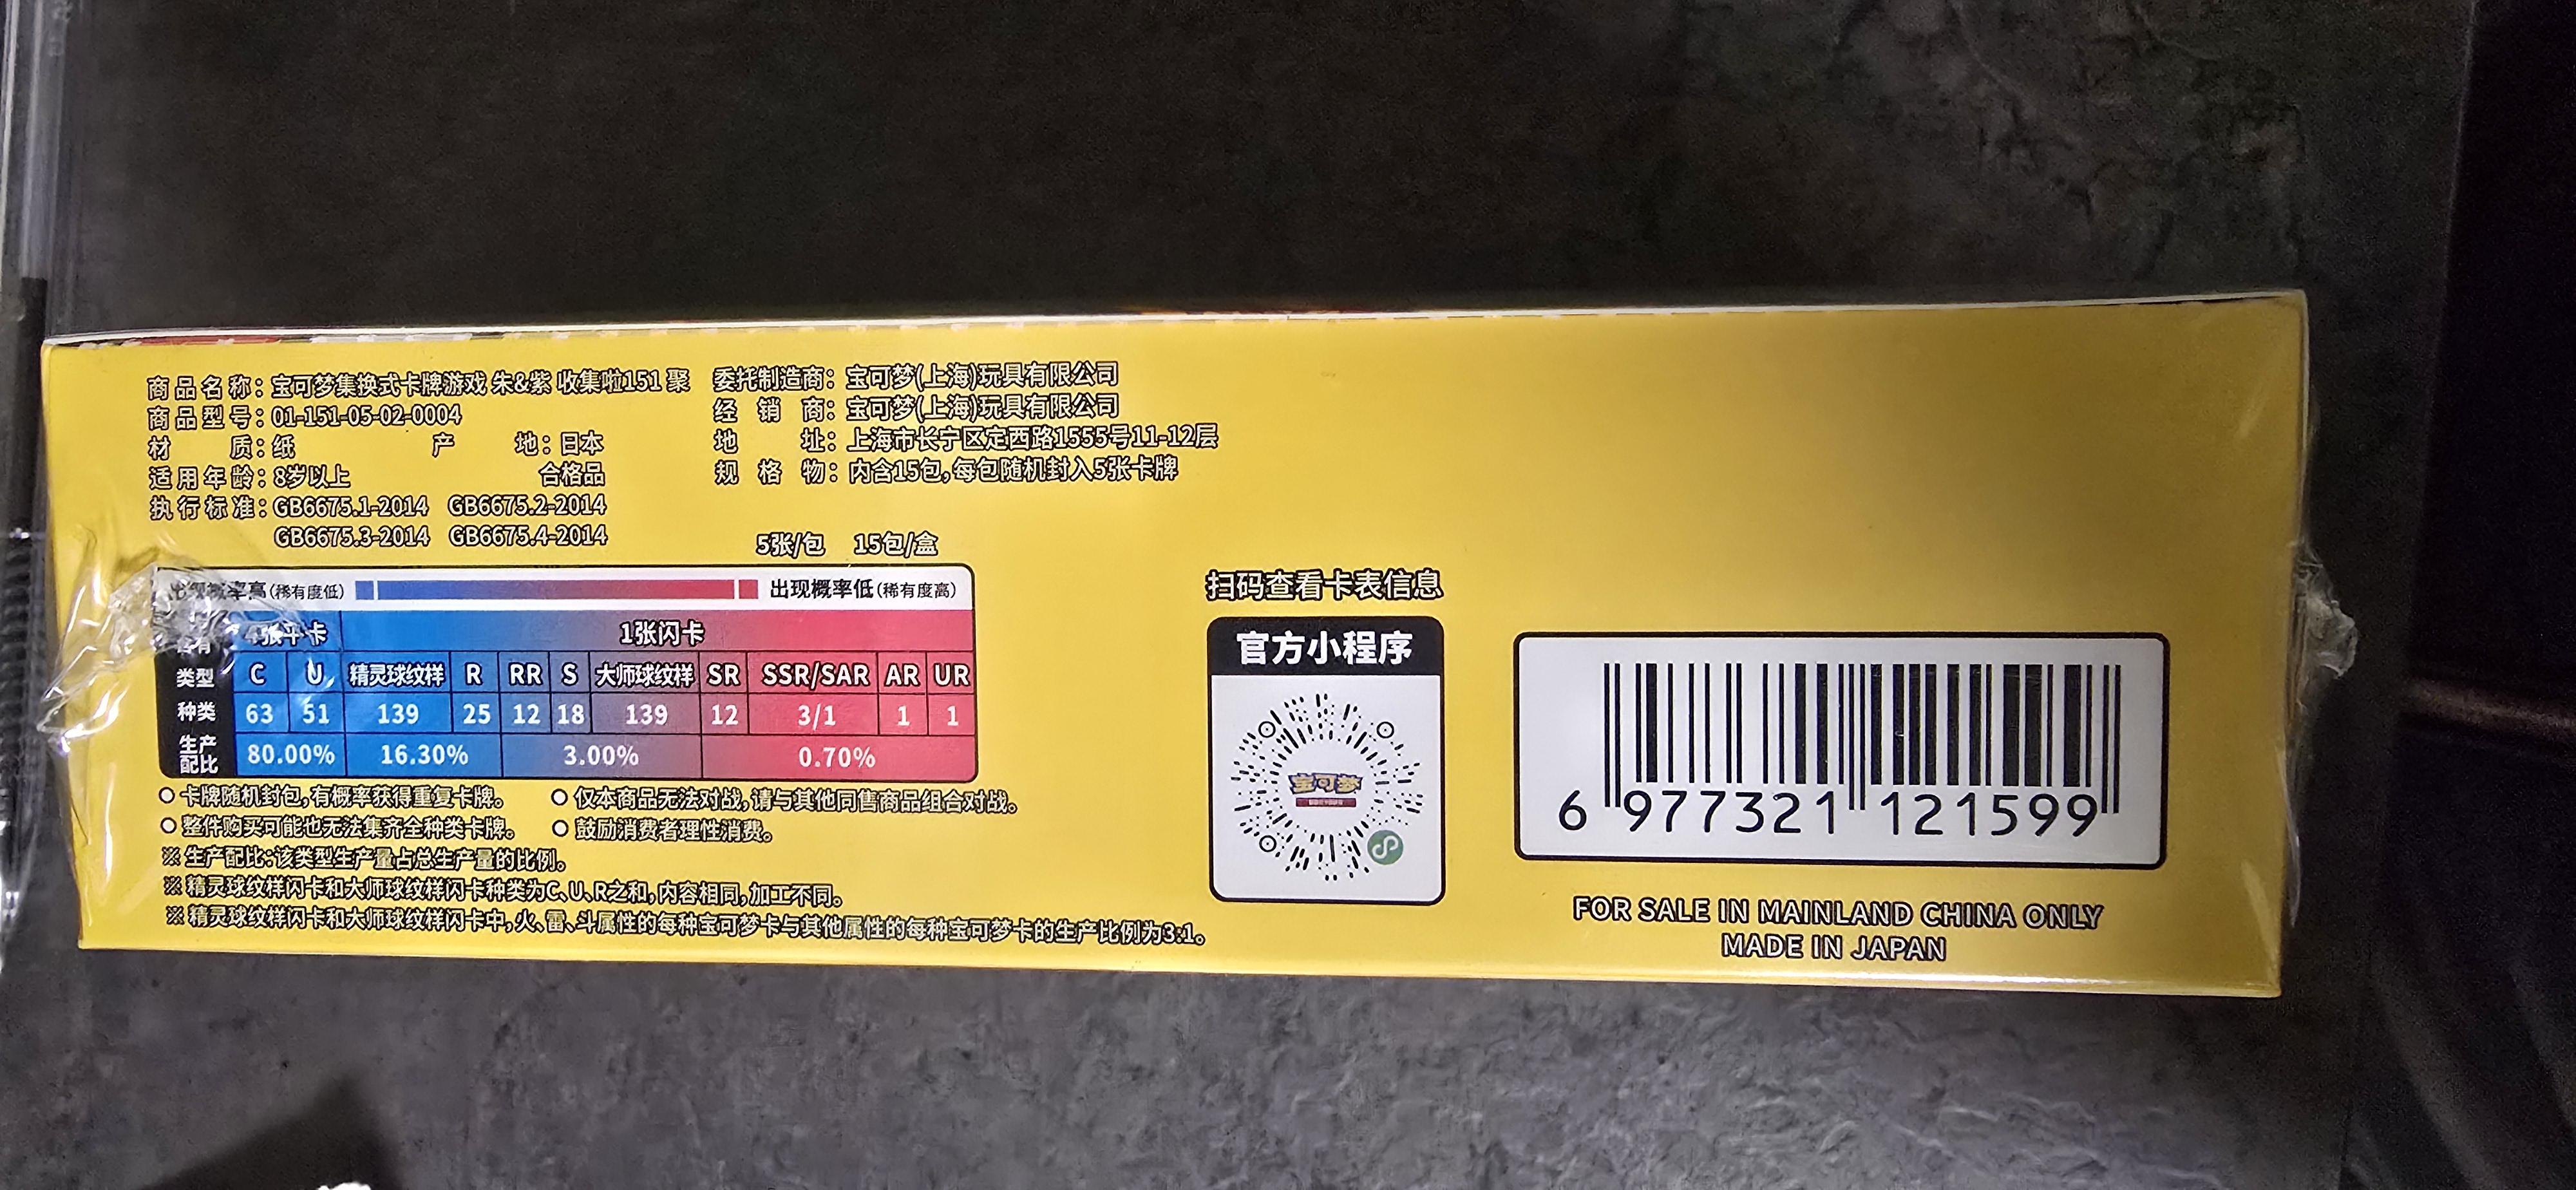 商品名称：宝可梦集换式卡牌游戏 朱&紫 收集啦151 聚
商品型号：01-151-05-02-0004
材质：纸 产地：日本
适用年龄：8岁以上 合格品
执行标准：GB6675.1-2014 GB6675.2-2014
GB6675.3-2014 GB6675.4-2014
委托制造商：宝可梦(上海)玩具有限公司
经销商：宝可梦(上海)玩具有限公司
地址：上海市长宁区定西路1555号11-12层
规格物：内含15包，每包随机封入5张卡牌
5张/包 15包/盒
出现概率高(稀有度低) 出现概率低(稀有度高)
4张平卡 1张闪卡
类型 C U 精灵球纹样 R RR S 大师球纹样 SR SSR/SAR AR UR
种类 63 51 139 25 12 18 139 12 3/1 1 1
生产配比 80.00% 16.30% 3.00% 0.70%
○ 卡牌随机封包，有概率获得重复卡牌。 ○ 仅本商品无法对战，请与其他同售商品组合对战。
○ 整件购买可能也无法集齐全种类卡牌。 ○ 鼓励消费者理性消费。
※ 生产配比：该类型生产量占总生产量的比例。
※ 精灵球纹样闪卡和大师球纹样闪卡种类为C、U、R之和，内容相同，加工不同。
※ 精灵球纹样闪卡和大师球纹样闪卡中，火、雷、斗属性的每种宝可梦卡与其他属性的每种宝可梦卡的生产比例为3:1。
扫码查看卡表信息
官方小程序
宝可梦
6 977321 121599
FOR SALE IN MAINLAND CHINA ONLY
MADE IN JAPAN